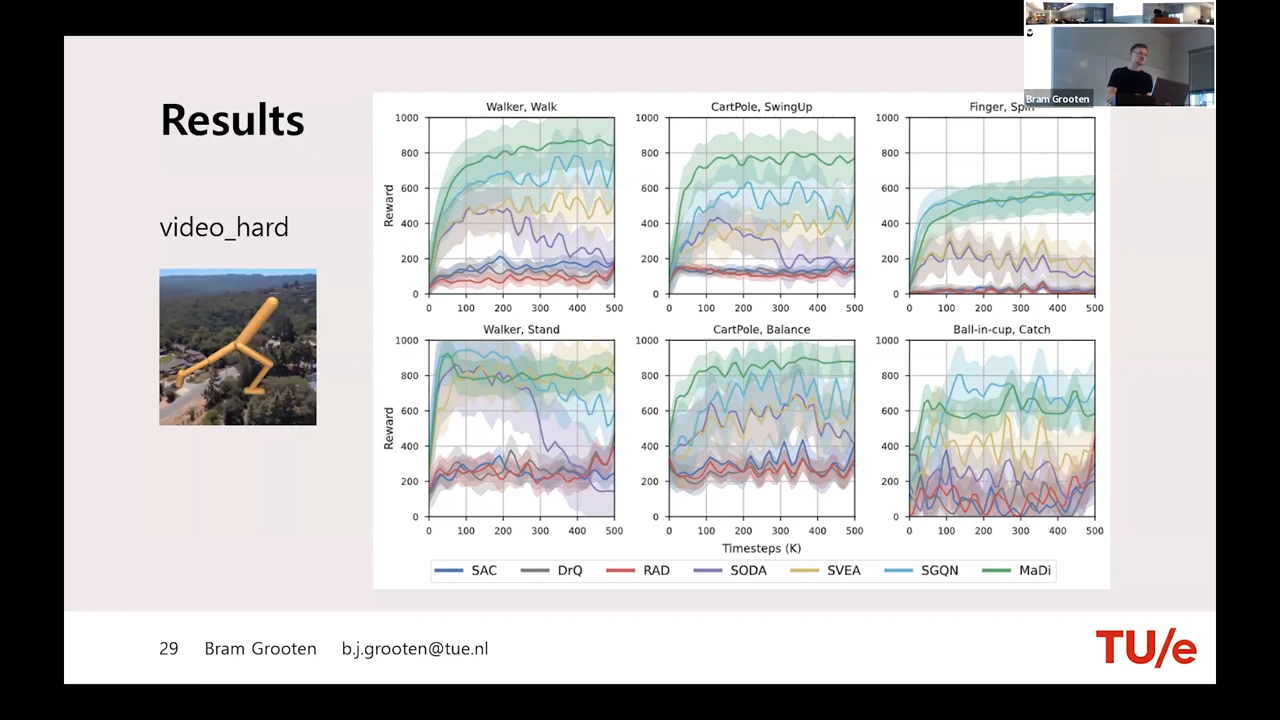 Results
video_hard
Bram Grooten
Walker, Walk
CartPole, SwingUp
Finger, Spin
Reward
1000
800
600
400
200
0
0 100 200 300 400 500
1000
800
600
400
200
0
0 100 200 300 400 500
1000
800
600
400
200
0
0 100 200 300 400 500
Walker, Stand
CartPole, Balance
Ball-in-cup, Catch
Reward
1000
800
600
400
200
0
0 100 200 300 400 500
1000
800
600
400
200
0
0 100 200 300 400 500
1000
800
600
400
200
0
0 100 200 300 400 500
Timesteps (K)
SAC DrQ RAD SODA SVEA SGQN MaDi
29 Bram Grooten b.j.grooten@tue.nl
TU/e